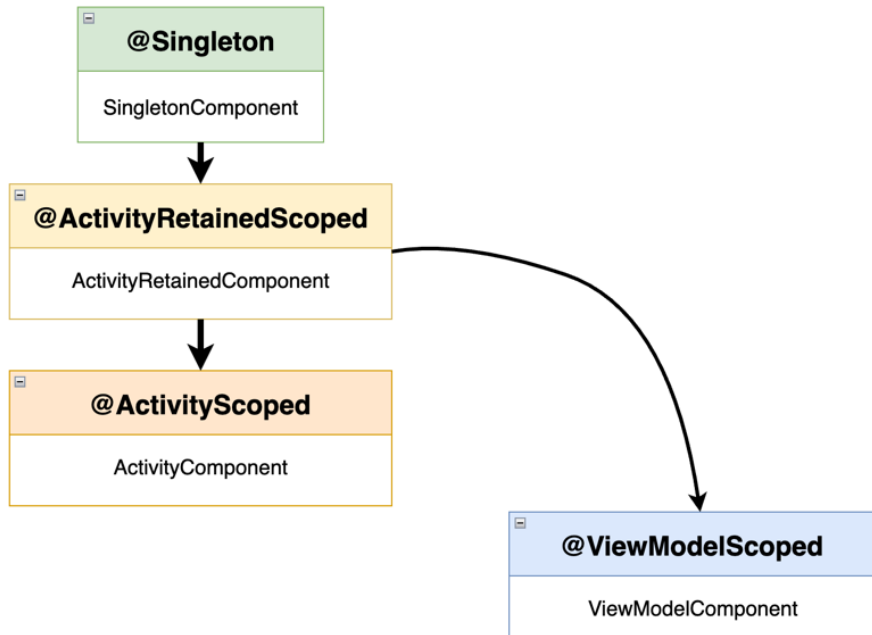 @Singleton
SingletonComponent
@ActivityRetainedScoped
ActivityRetainedComponent
@ActivityScoped
ActivityComponent
@ViewModelScoped
ViewModelComponent